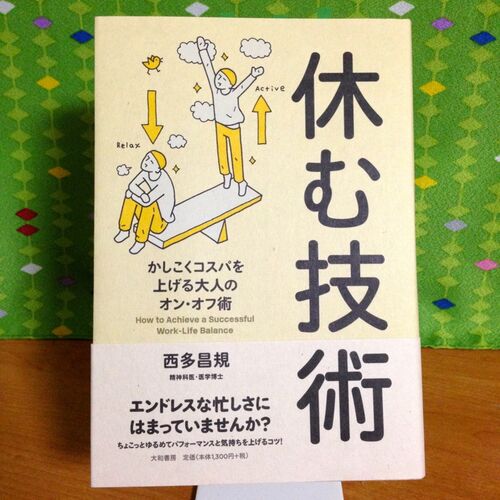 休む技術
Active
Relax
かしこくコスパを
上げる大人の
オン・オフ術
How to Achieve a Successful
Work-Life Balance
西多昌規
精神科医・医学博士
エンドレスな忙しさに
はまっていませんか?
ちょこっとゆるめてパフォーマンスと気持ちを上げるコツ!
大和書房 定価(本体1,300円+税)